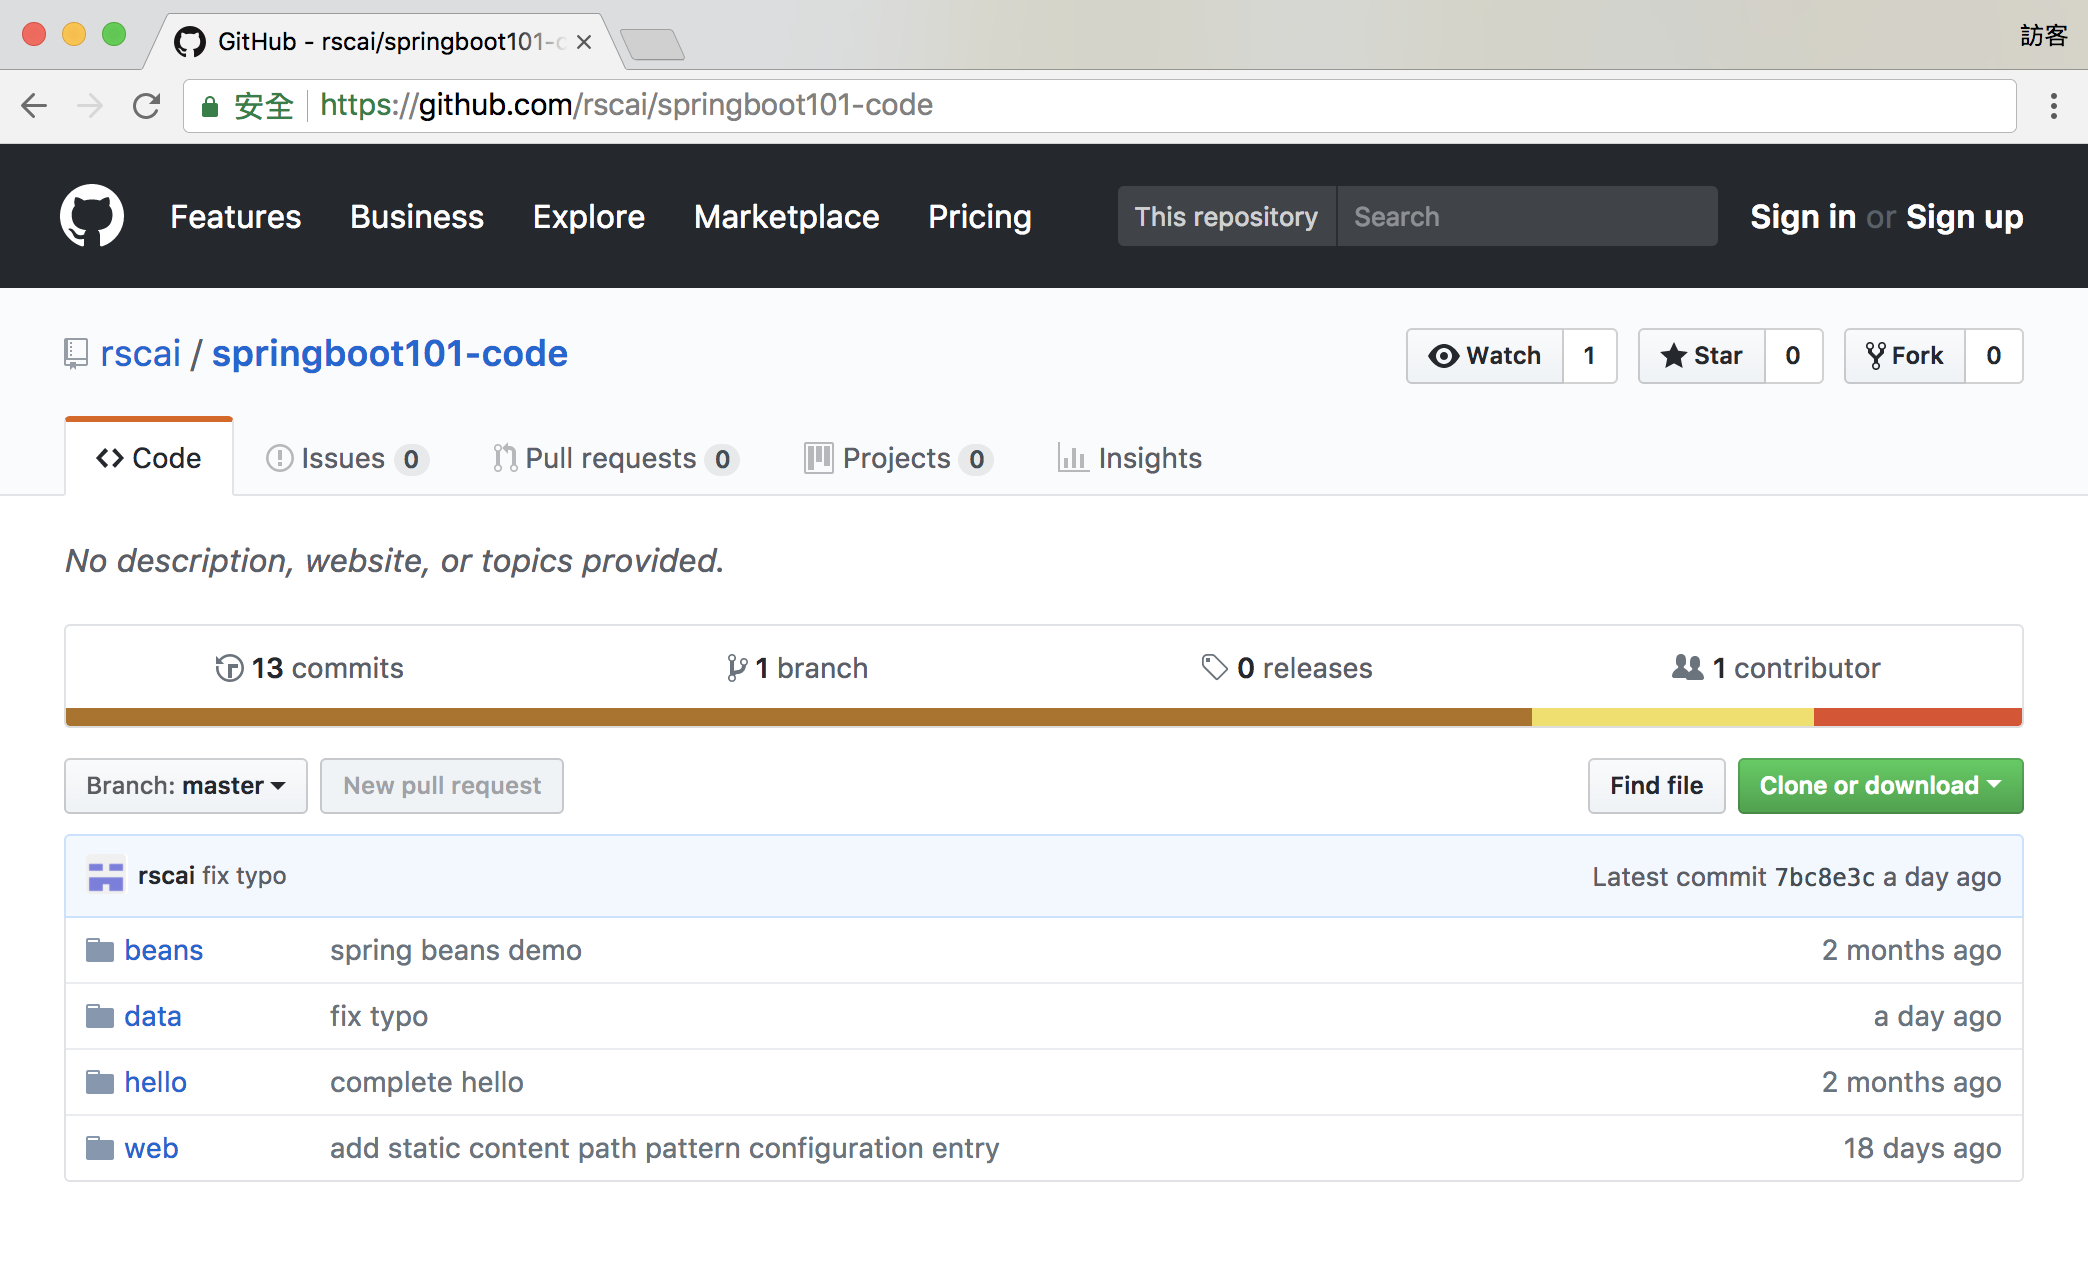 GitHub - rscai/springboot101-c
訪客
安全 https://github.com/rscai/springboot101-code
Features Business Explore Marketplace Pricing This repository Search Sign in or Sign up
rscai / springboot101-code Watch 1 Star 0 Fork 0
Code Issues 0 Pull requests 0 Projects 0 Insights
No description, website, or topics provided.
13 commits 1 branch 0 releases 1 contributor
Branch: master New pull request Find file Clone or download
rscai fix typo Latest commit 7bc8e3c a day ago
beans spring beans demo 2 months ago
data fix typo a day ago
hello complete hello 2 months ago
web add static content path pattern configuration entry 18 days ago